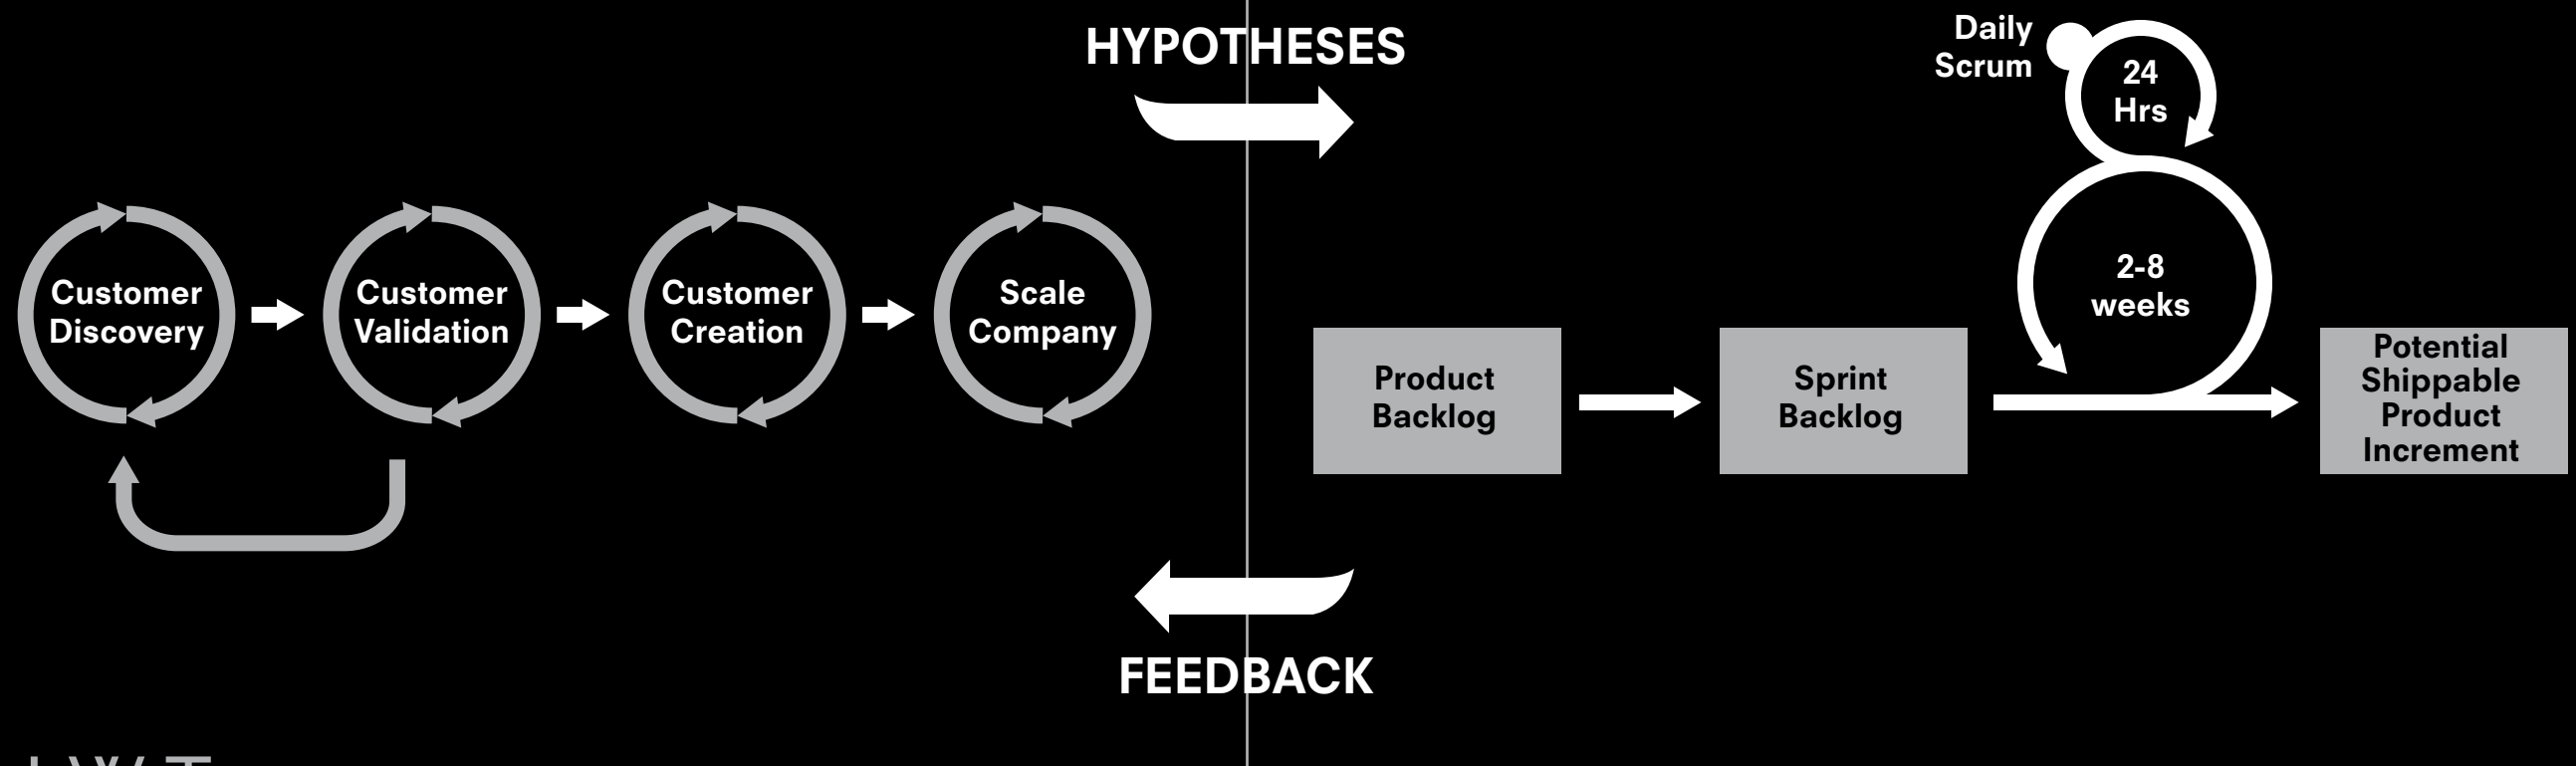 HYPOTHESES
Customer
Discovery
Customer
Validation
Customer
Creation
Scale
Company
Daily
Scrum
24
Hrs
2-8
weeks
Product
Backlog
Sprint
Backlog
Potential
Shippable
Product
Increment
FEEDBACK